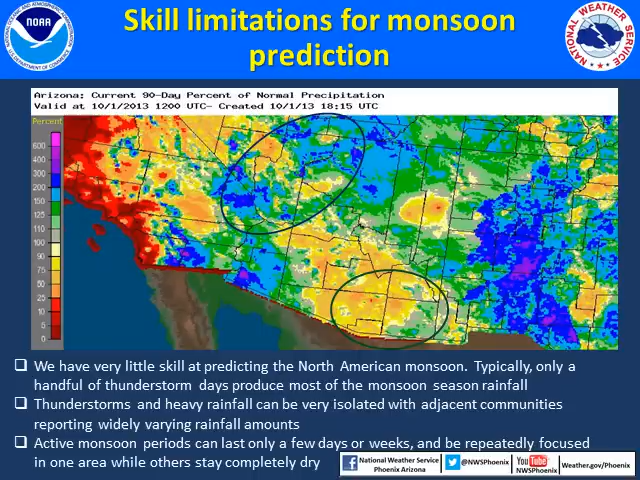 Skill limitations for monsoon
prediction
NOAA
NATIONAL WEATHER SERVICE
Arizona: Current 90-Day Percent of Normal Precipitation
Valid at 10/1/2013 1200 UTC- Created 10/1/13 18:15 UTC
Percent
600
400
300
200
150
125
110
100
90
75
50
25
10
5
0
❑ We have very little skill at predicting the North American monsoon. Typically, only a
handful of thunderstorm days produce most of the monsoon season rainfall
❑ Thunderstorms and heavy rainfall can be very isolated with adjacent communities
reporting widely varying rainfall amounts
❑ Active monsoon periods can last only a few days or weeks, and be repeatedly focused
in one area while others stay completely dry
National Weather Service
Phoenix Arizona
@NWSPhoenix
YouTube
NWSPhoenix
Weather.gov/Phoenix